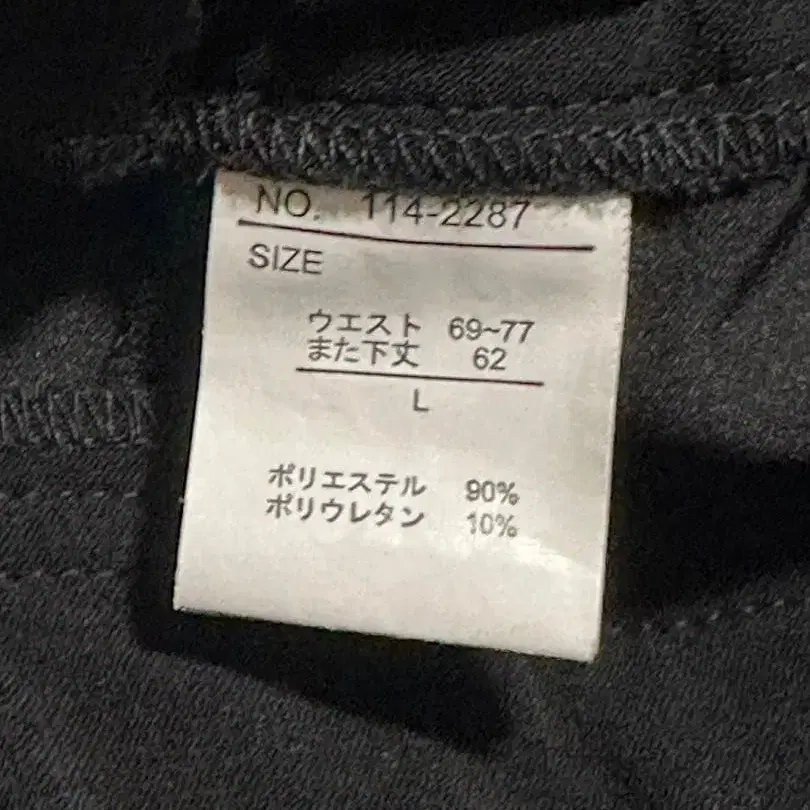 NO. 114-2287
SIZE
ウエスト 69~77
また下丈 62
L
ポリエステル 90%
ポリウレタン 10%